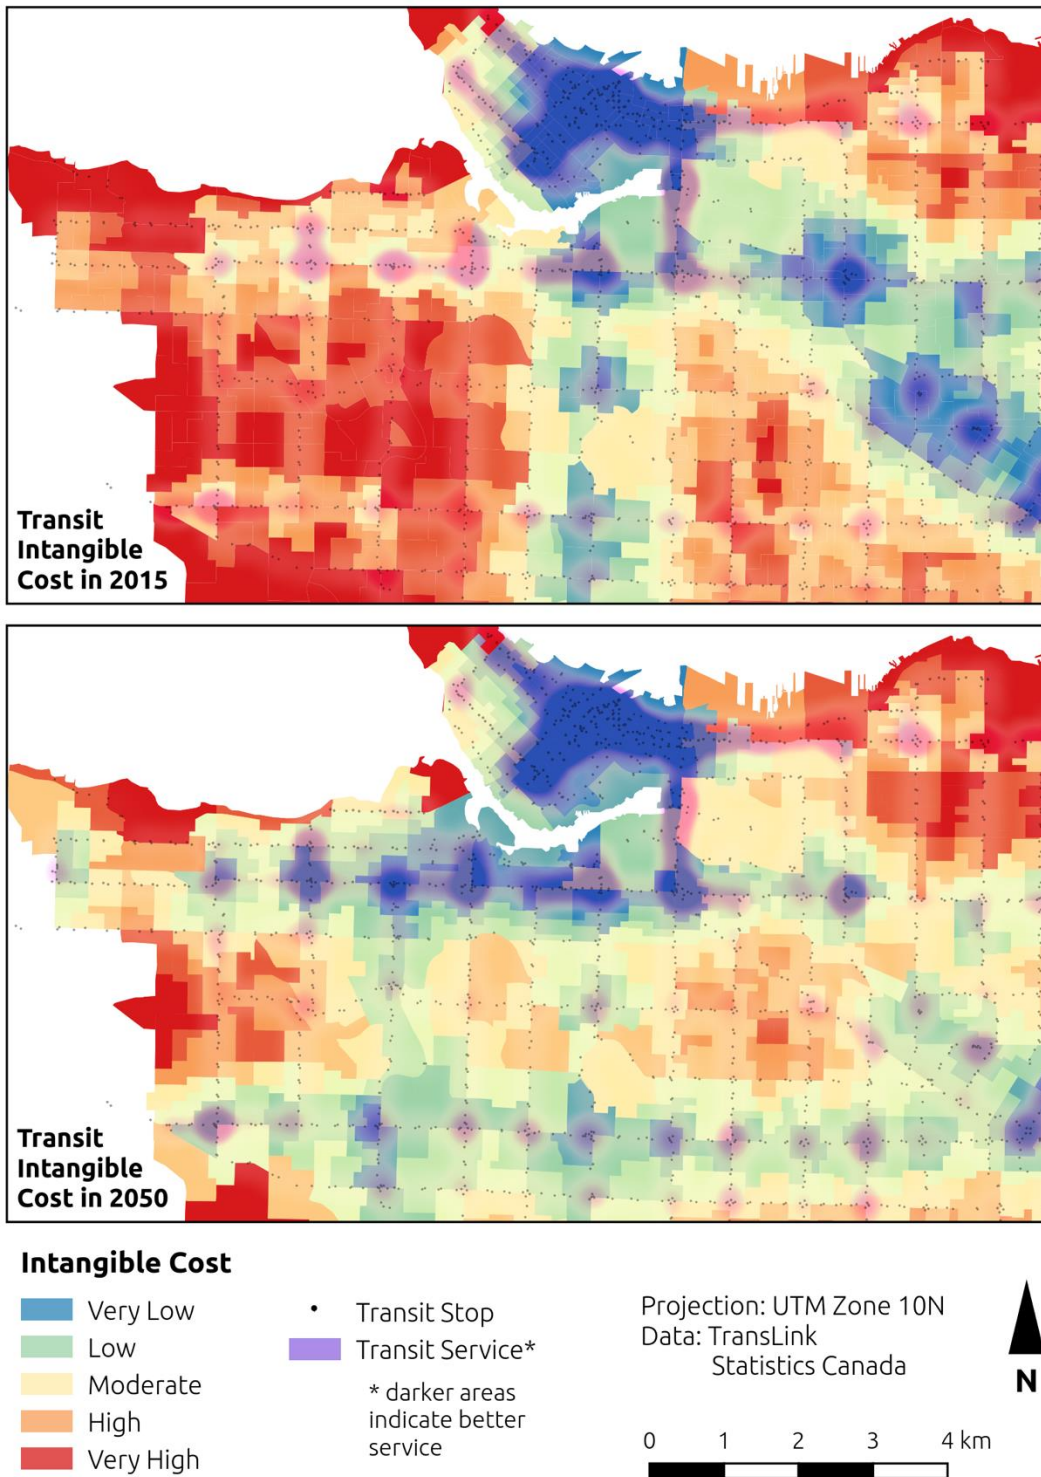 Transit
Intangible
Cost in 2015
Transit
Intangible
Cost in 2050
Intangible Cost
Very Low
Low
Moderate
High
Very High
Transit Stop
Transit Service*
* darker areas
indicate better
service
Projection: UTM Zone 10N
Data: TransLink
Statistics Canada
N
0 1 2 3 4 km